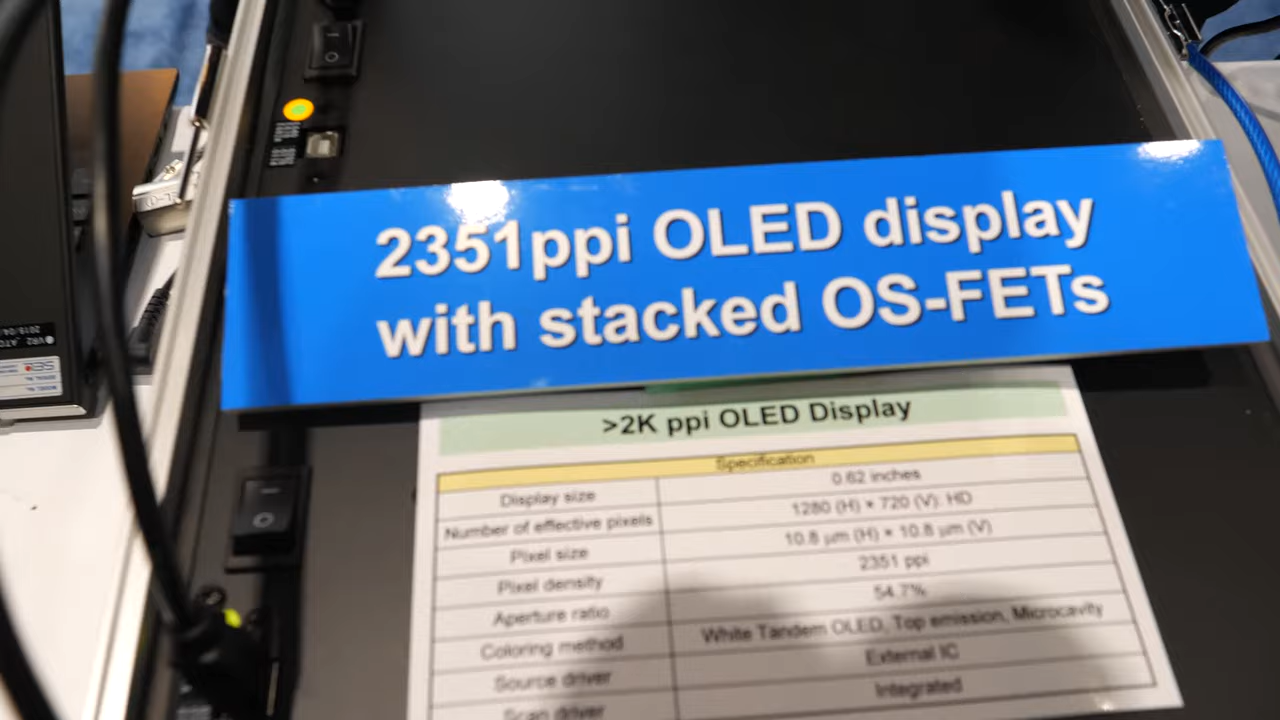 2351ppi OLED display
with stacked OS-FETs
>2K ppi OLED Display
Specification
Display size 0.62 inches
Number of effective pixels 1280 (H) × 720 (V): HD
Pixel size 10.8 μm (H) × 10.8 μm (V)
Pixel density 2351 ppi
Aperture ratio 54.7%
Coloring method White Tandem OLED, Top emission, Microcavity
Source driver External IC
Scan driver Integrated